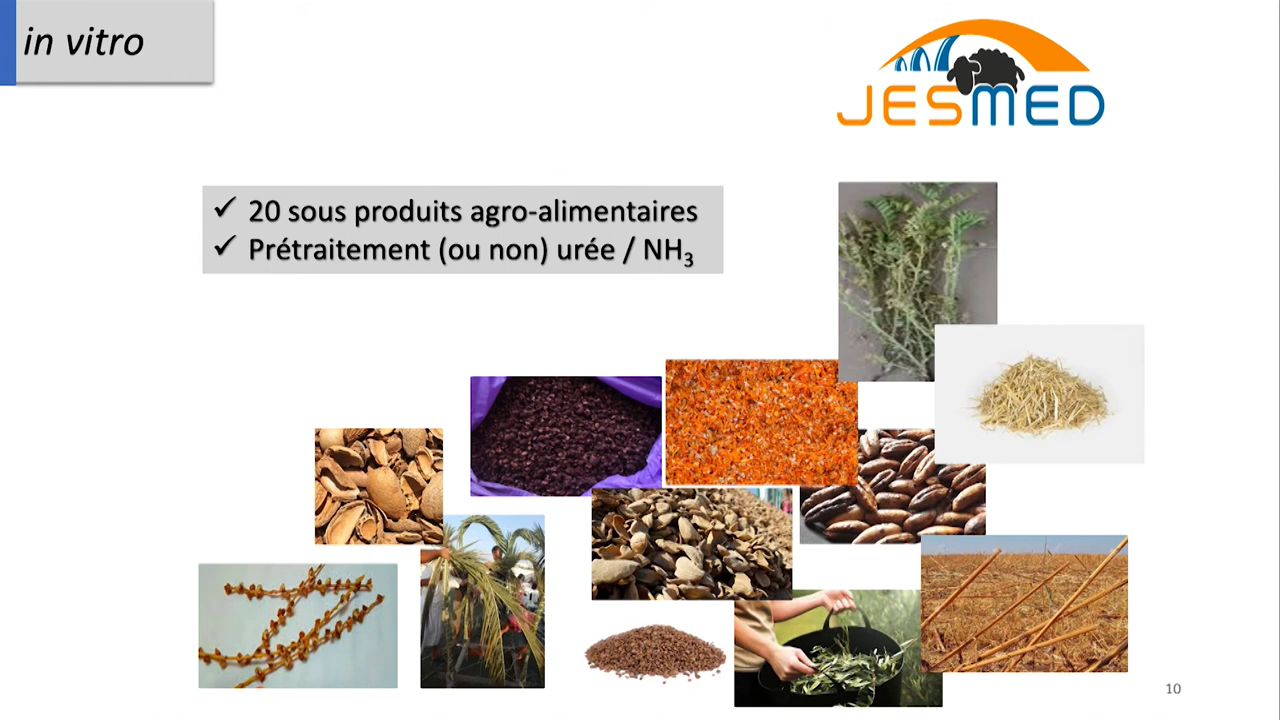 in vitro
JESMED
✓ 20 sous produits agro-alimentaires
✓ Prétraitement (ou non) urée / NH₃
10